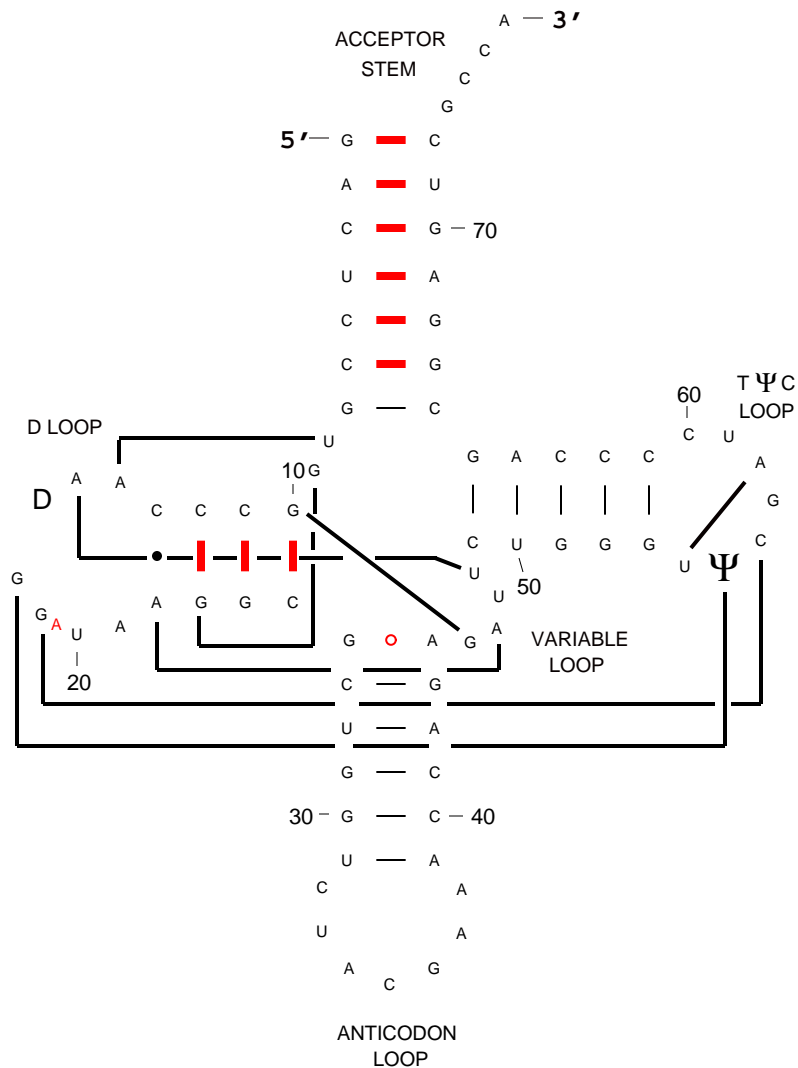 A 3′
ACCEPTOR
STEM
C
C
G
5′ G C
A U
C G 70
U A
C G
C G
G C
TΨC
LOOP
60
D LOOP
U
C U
A A
10 G
G A C C C A
D
C C C G
G
C U G G G U Ψ C
U 50
G
A G G C U
G A U A
20
G A G A
VARIABLE
LOOP
C G
U A
G C
30 G C 40
U A
C A
U A
A C G
ANTICODON
LOOP